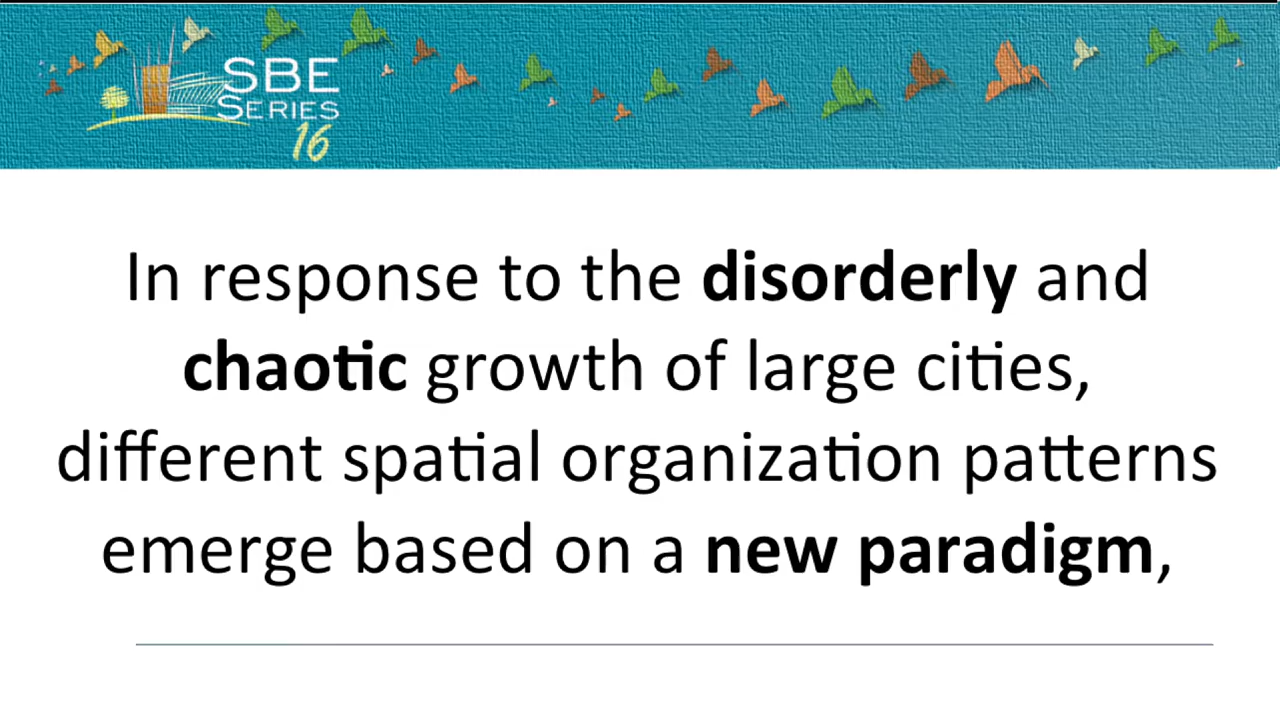 SBE
SERIES
16
In response to the disorderly and
chaotic growth of large cities,
different spatial organization patterns
emerge based on a new paradigm,